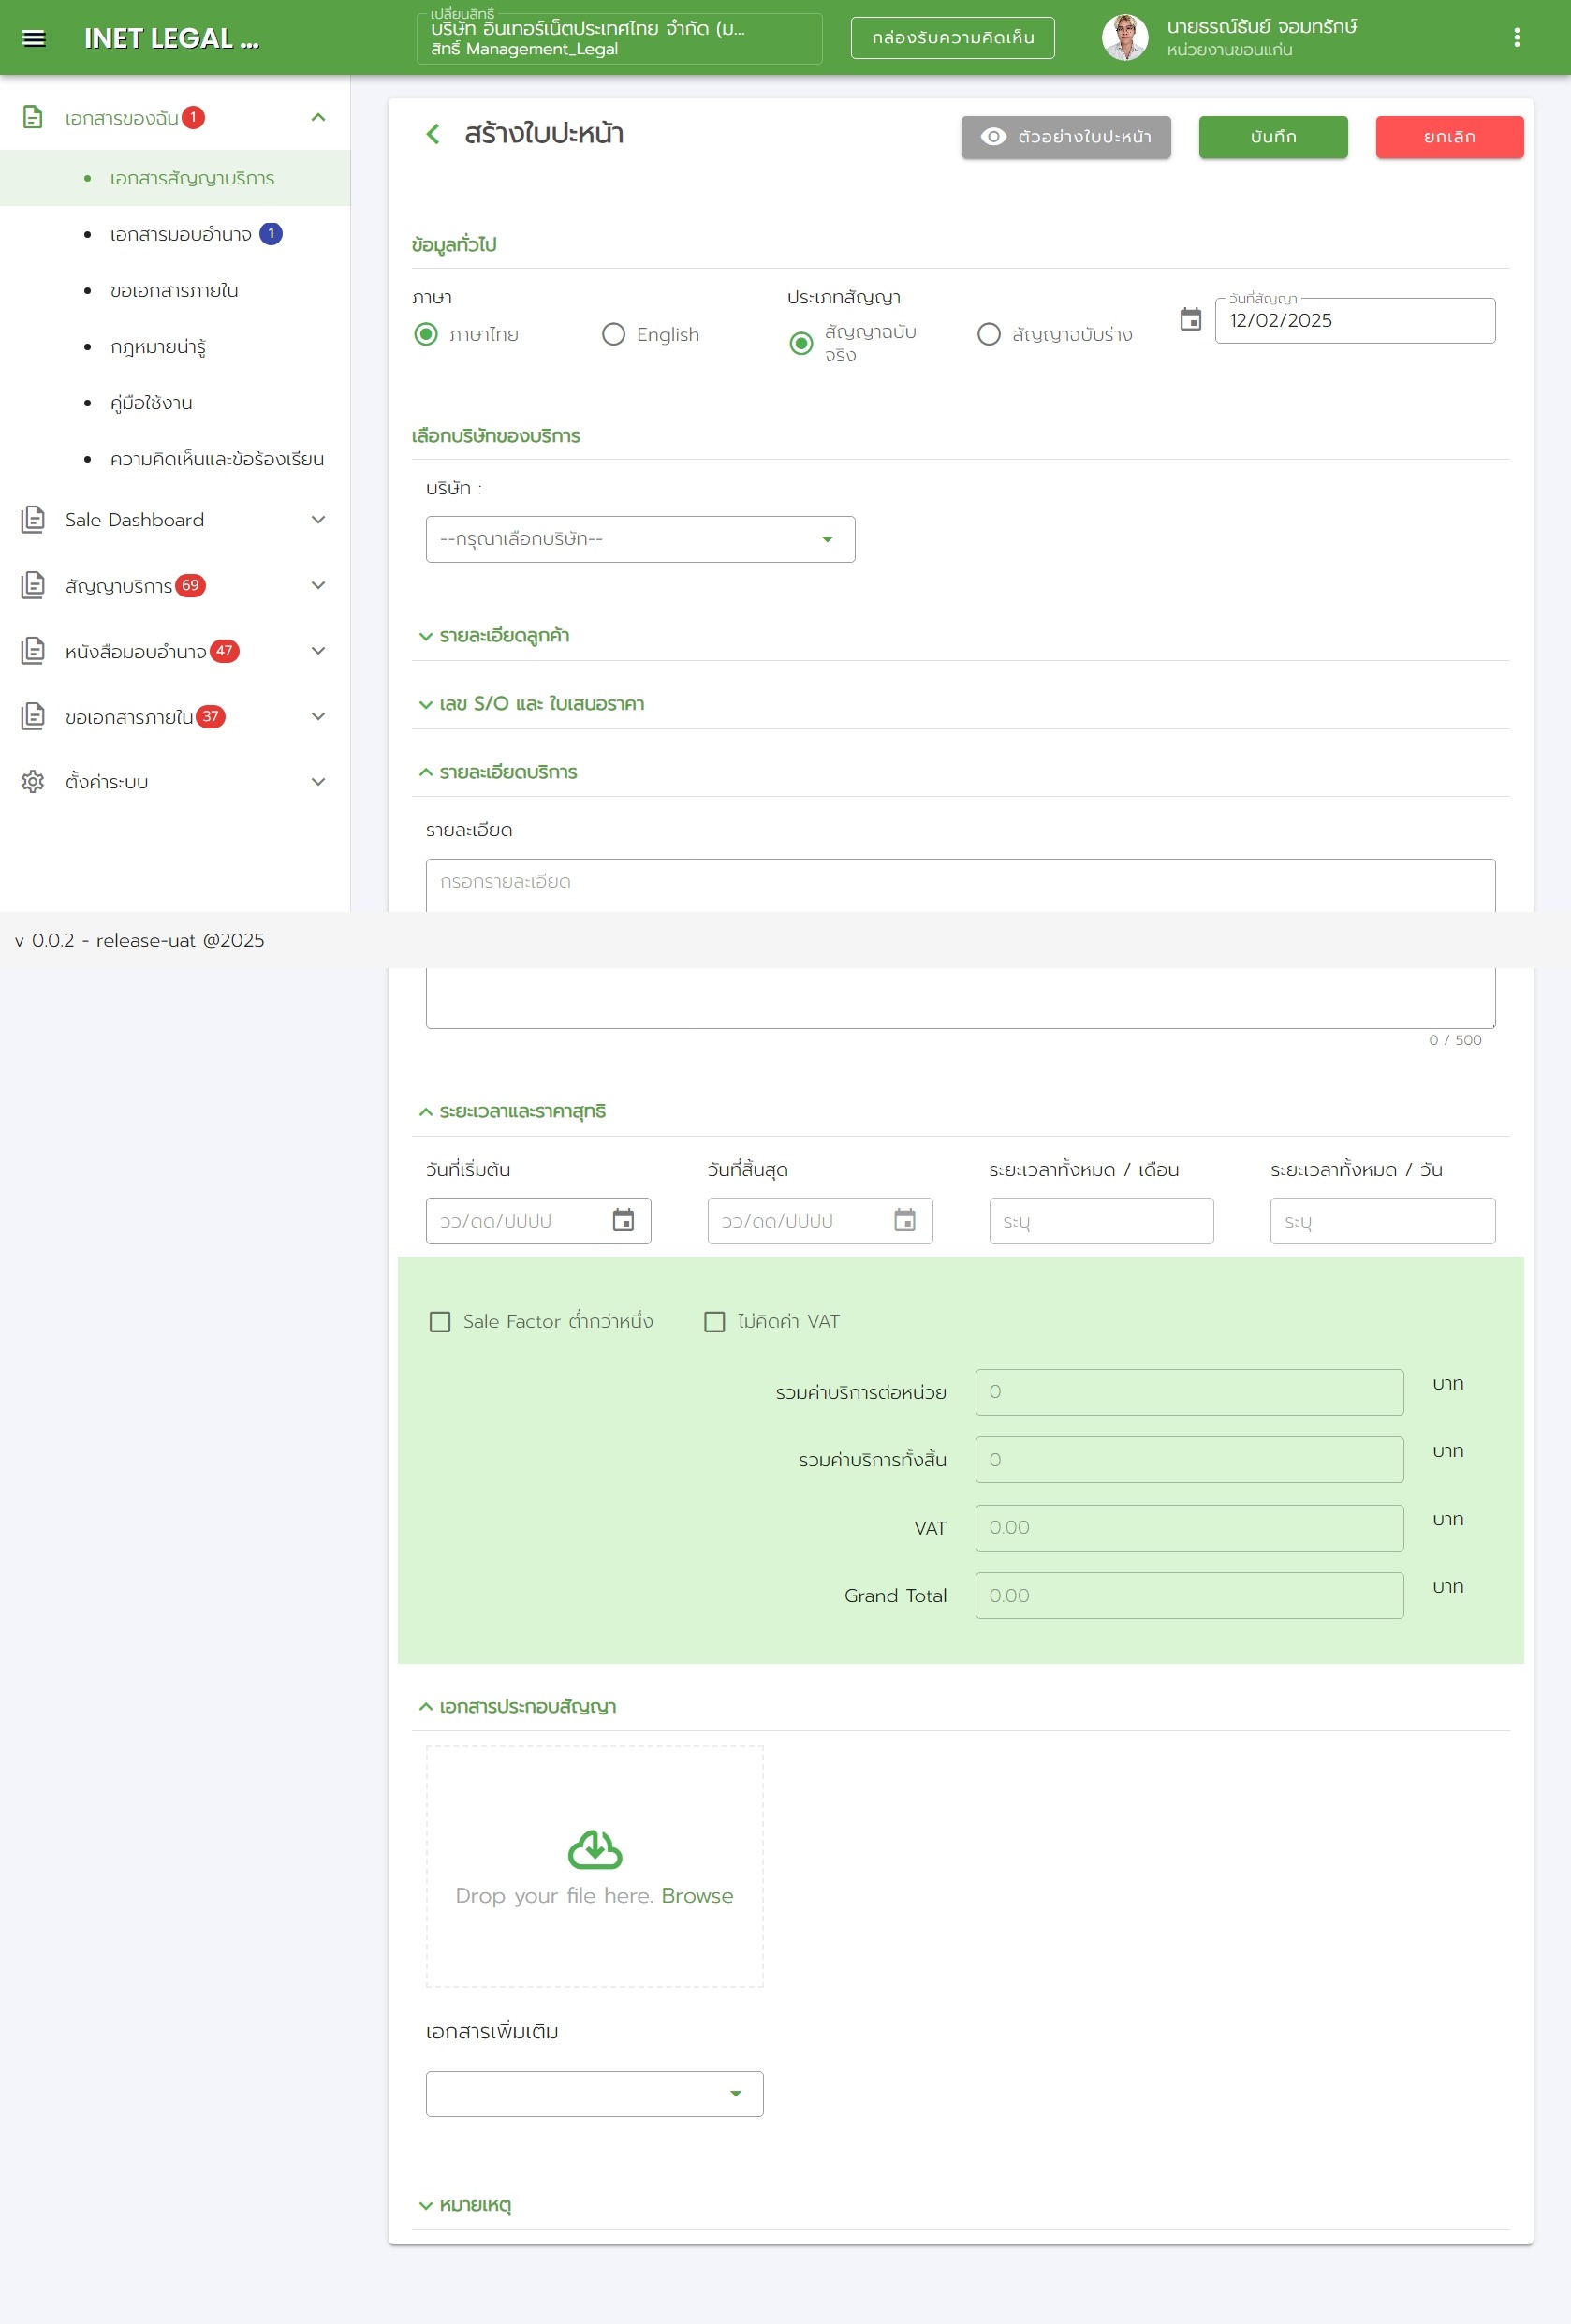 INET LEGAL ...
เปลี่ยนสิทธิ์
บริษัท อินเทอร์เน็ตประเทศไทย จำกัด (ม...
สิทธิ์ Management_Legal
กล่องรับความคิดเห็น
นายธรณ์ธันย์ จอมทรักษ์
หน่วยงานขอนแก่น
เอกสารของฉัน 1
เอกสารสัญญาบริการ
เอกสารมอบอำนาจ 1
ขอเอกสารภายใน
กฎหมายน่ารู้
คู่มือใช้งาน
ความคิดเห็นและข้อร้องเรียน
Sale Dashboard
สัญญาบริการ 69
หนังสือมอบอำนาจ 47
ขอเอกสารภายใน 37
ตั้งค่าระบบ
v 0.0.2 - release-uat @2025
สร้างใบปะหน้า
ตัวอย่างใบปะหน้า
บันทึก
ยกเลิก
ข้อมูลทั่วไป
ภาษา
ภาษาไทย
English
ประเภทสัญญา
สัญญาฉบับ
จริง
สัญญาฉบับร่าง
วันที่สัญญา
12/02/2025
เลือกบริษัทของบริการ
บริษัท :
--กรุณาเลือกบริษัท--
รายละเอียดลูกค้า
เลข S/O และ ใบเสนอราคา
รายละเอียดบริการ
รายละเอียด
กรอกรายละเอียด
0 / 500
ระยะเวลาและราคาสุทธิ
วันที่เริ่มต้น
วันที่สิ้นสุด
ระยะเวลาทั้งหมด / เดือน
ระยะเวลาทั้งหมด / วัน
วว/ดด/ปปปป
วว/ดด/ปปปป
ระบุ
ระบุ
Sale Factor ต่ำกว่าหนึ่ง
ไม่คิดค่า VAT
รวมค่าบริการต่อหน่วย 0 บาท
รวมค่าบริการทั้งสิ้น 0 บาท
VAT 0.00 บาท
Grand Total 0.00 บาท
เอกสารประกอบสัญญา
Drop your file here. Browse
เอกสารเพิ่มเติม
หมายเหตุ